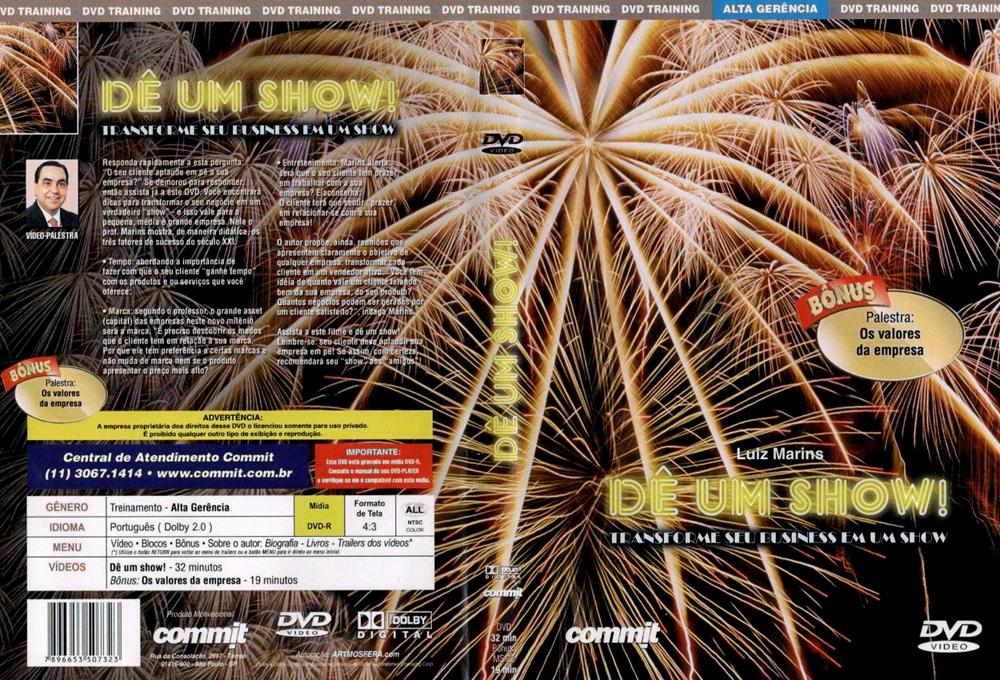 VD TRAINING DVD TRAINING DVD TRAINING DVD TRAINING DVD TRAINING DVD TRAINING DVD TRAINING DVD TRAINING ALTA GERÊNCIA DVD TRAINING DVD TRAININ
DÊ UM SHOW!
TRANSFORME SEU BUSINESS EM UM SHOW
VÍDEO-PALESTRA
Responda rapidamente a esta pergunta:
"O seu cliente aplaude em pé a sua
empresa?" Se demorou para responder,
então assista já a este DVD. Você encontrará
dicas para transformar o seu negócio em um
verdadeiro "show" - e isso vale para a
pequena, média e grande empresa. Nele o
prof. Marins mostra, de maneira didática, os
três fatores de sucesso do século XXI.
• Tempo: abordando a importância de
fazer com que o seu cliente "ganhe tempo"
com os produtos e ou serviços que você
oferece.
• Marca: segundo o professor, o grande asset
(capital) das empresas neste novo milênio
será a marca. "É preciso descobrir os medos
que o cliente tem em relação a sua marca.
Por que ele tem preferência a certas marcas e
não muda de marca nem se o produto
apresentar o preço mais alto?
• Entretenimento: Marins alerta:
será que o seu cliente tem prazer
em trabalhar com a sua
empresa? Ele aconselha:
O cliente terá que sentir "prazer"
em relacionar-se com a sua
empresa!
O autor propõe, ainda, reuniões que
apresentem claramente o objetivo de
qualquer empresa: transformar cada
cliente em um vendedor ativo. "Você tem
idéia de quanto vale um cliente falando
bem da sua empresa, do seu produto?
Quantos negócios podem ser gerados por
um cliente satisfeito?", indaga Marins.
Assista a este filme e dê um show!
Lembre-se: seu cliente deve aplaudir sua
empresa em pé! Só assim, com certeza,
recomendará seu "show" aos "amigos"!
BÔNUS
Palestra:
Os valores
da empresa
ADVERTÊNCIA:
A empresa proprietária dos direitos desse DVD o licenciou somente para uso privado.
É proibido qualquer outro tipo de exibição e reprodução.
Central de Atendimento Commit
(11) 3067.1414 • www.commit.com.br
IMPORTANTE:
Este DVD está gravado em mídia DVD-R.
Consulte o manual do seu DVD-PLAYER
e verifique se ele é compatível com esta mídia.
GÊNERO Treinamento - Alta Gerência
IDIOMA Português ( Dolby 2.0 )
Mídia
DVD-R
Formato
de Tela
4:3
ALL
NTSC
COLOR
MENU Vídeo • Blocos • Bônus • Sobre o autor: Biografia - Livros - Trailers dos vídeos*
(*) Utilize o botão RETURN para voltar ao menu de trailers ou o botão MENU para ir direto ao menu inicial.
VÍDEOS Dê um show! - 32 minutos
Bônus: Os valores da empresa - 19 minutos
7 896653 507323
Produto Motivacional
commit
Rua da Consolação, 2697 - Térreo
01416-900 - São Paulo - SP
DVD
VIDEO
DOLBY
DIGITAL
Autoração: ARTMOSFERA.com
DVD
VIDEO
DÊ UM SHOW!
DOLBY
DIGITAL
commit
DVD
32 min
Bônus
19 min
BÔNUS
Palestra:
Os valores
da empresa
Luiz Marins
DÊ UM SHOW!
TRANSFORME SEU BUSINESS EM UM SHOW
commit
DVD
VIDEO